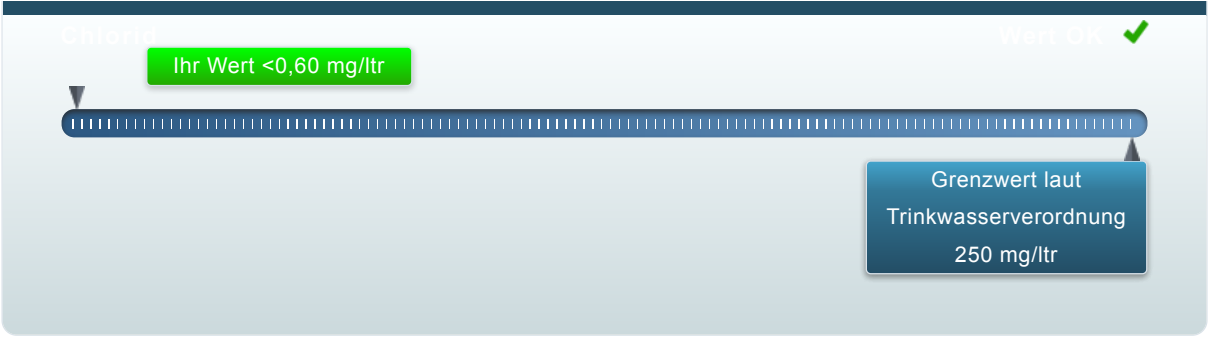 Chlorid
Wert OK
Ihr Wert <0,60 mg/ltr
Grenzwert laut
Trinkwasserverordnung
250 mg/ltr